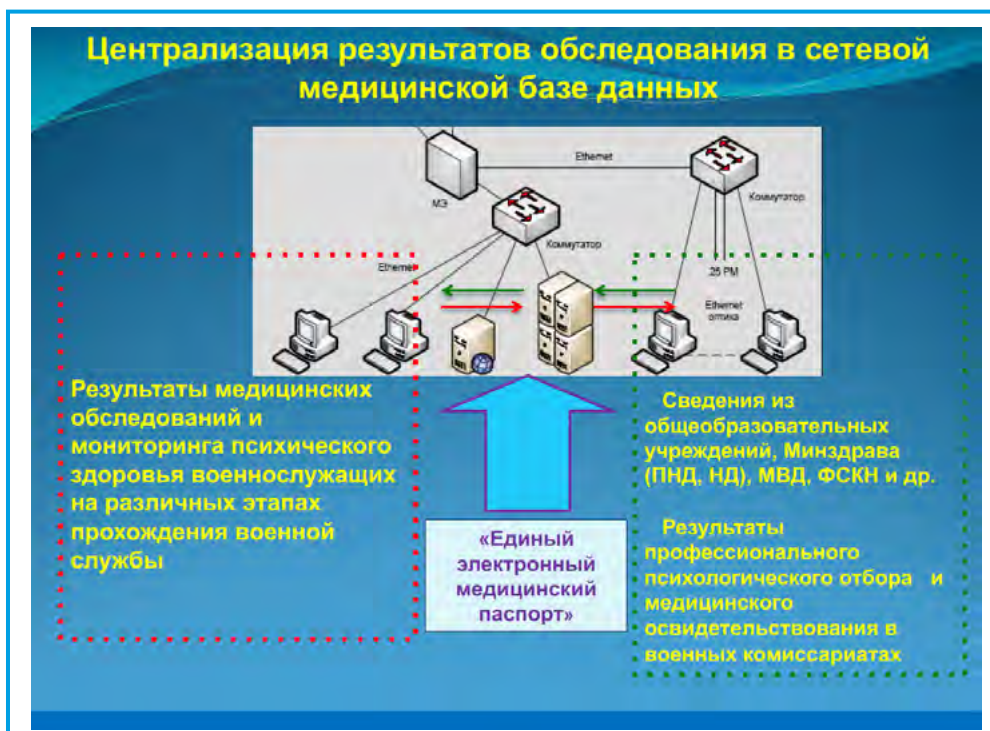 Централизация результатов обследования в сетевой
медицинской базе данных
Ethernet
МЭ
Коммутатор
Коммутатор
Ethernet
25 РМ
Ethernet
оптика
Результаты медицинских
обследований и
мониторинга психического
здоровья военнослужащих
на различных этапах
прохождения военной
службы
«Единый
электронный
медицинский
паспорт»
Сведения из
общеобразовательных
учреждений, Минздрава
(ПНД, НД), МВД, ФСКН и др.
Результаты
профессионального
психологического отбора и
медицинского
освидетельствования в
военных комиссариатах